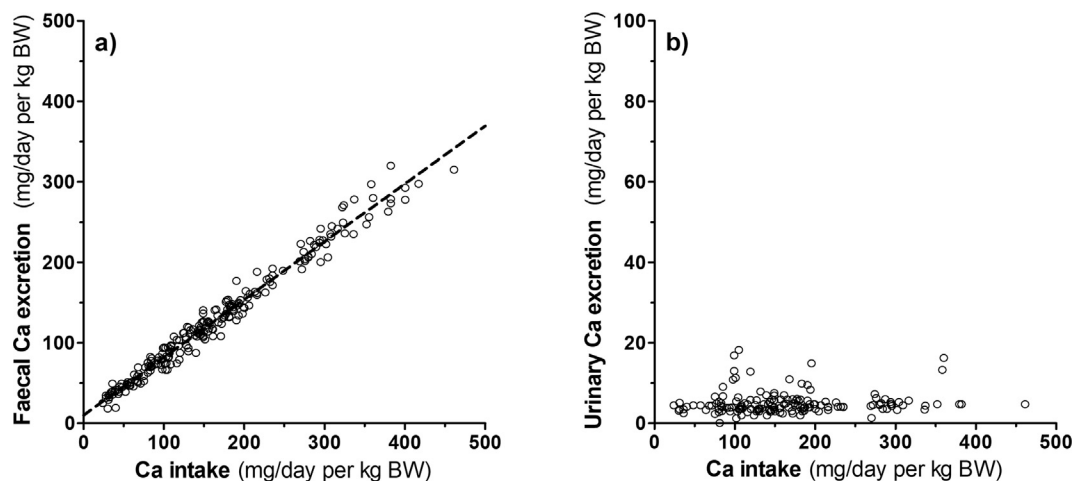 a)
Faecal Ca excretion (mg/day per kg BW)
500
400
300
200
100
0
0 100 200 300 400 500
Ca intake (mg/day per kg BW)
b)
Urinary Ca excretion (mg/day per kg BW)
100
80
60
40
20
0
0 100 200 300 400 500
Ca intake (mg/day per kg BW)